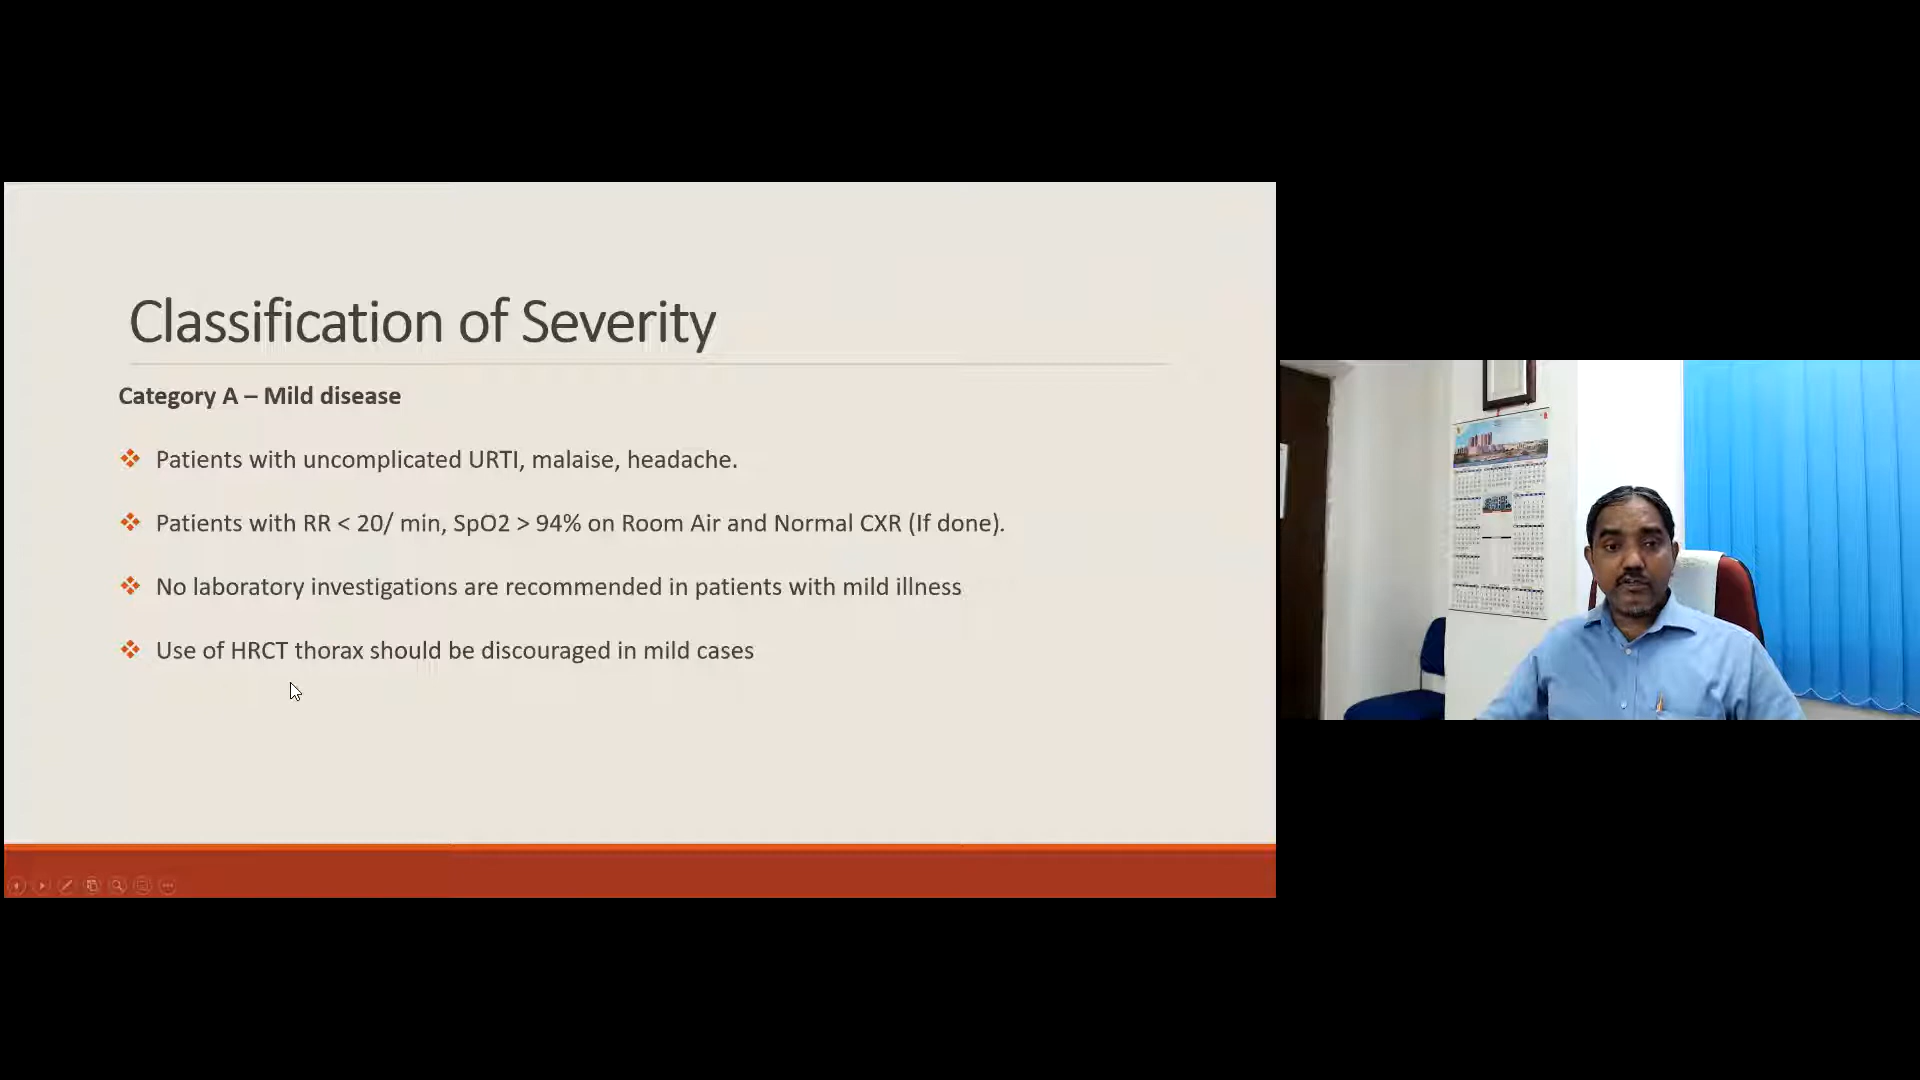 Classification of Severity
Category A – Mild disease
Patients with uncomplicated URTI, malaise, headache.
Patients with RR < 20/ min, SpO2 > 94% on Room Air and Normal CXR (If done).
No laboratory investigations are recommended in patients with mild illness
Use of HRCT thorax should be discouraged in mild cases